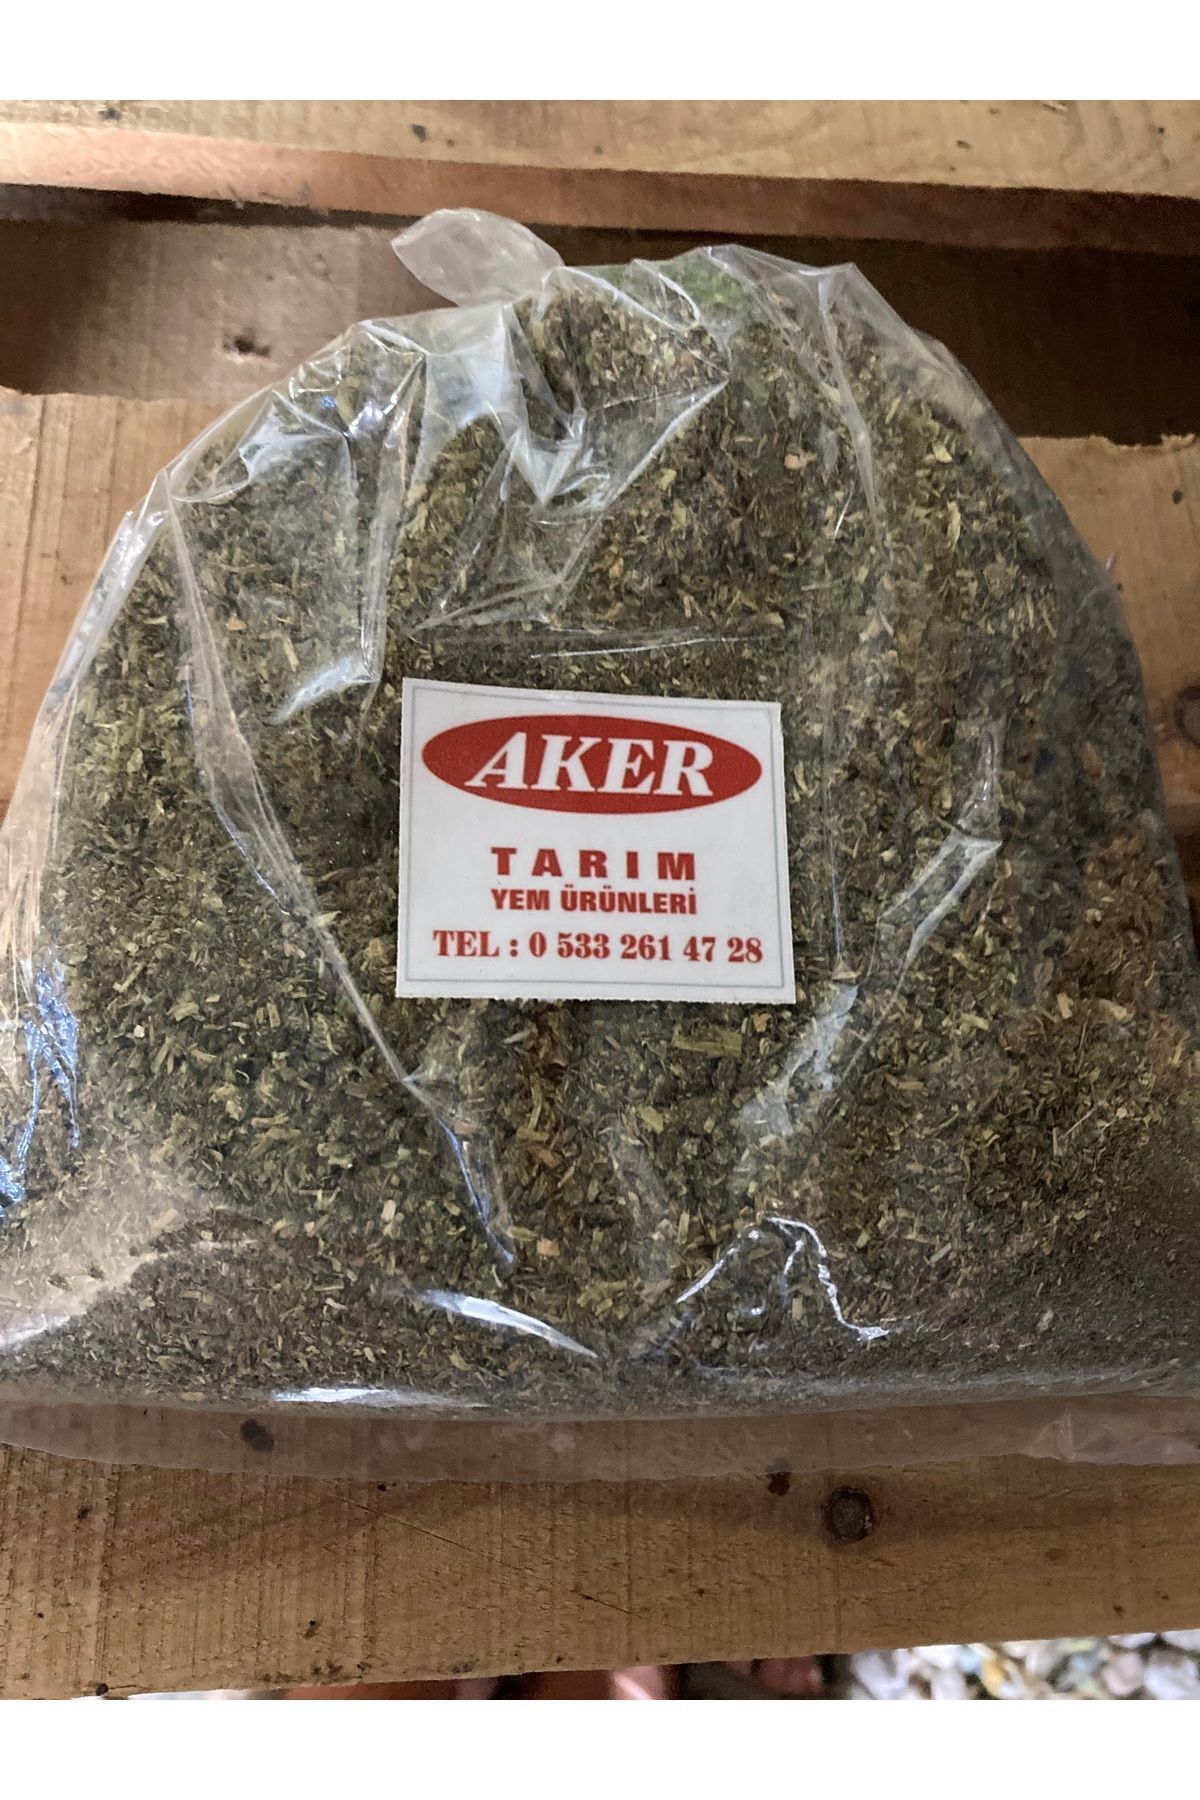 AKER
TARIM
YEM ÜRÜNLERİ
TEL : 0 533 261 47 28